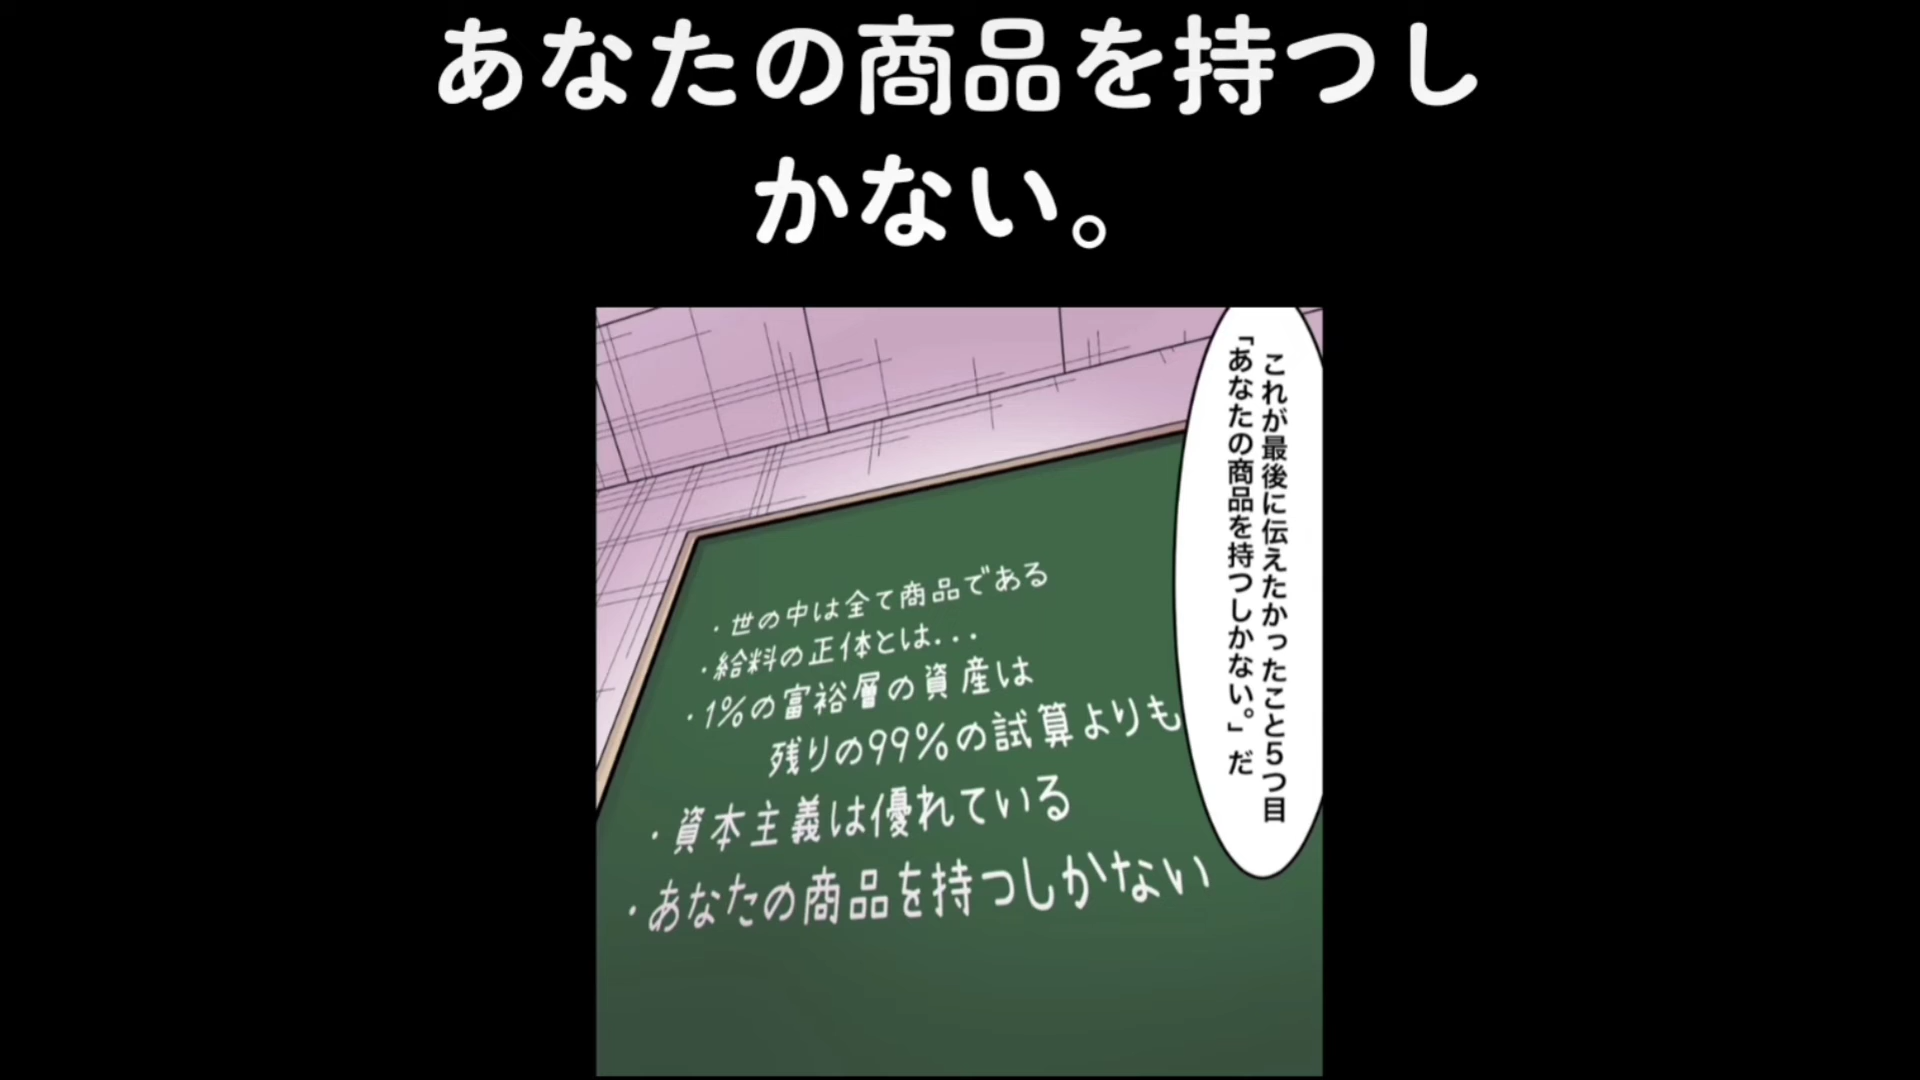 あなたの商品を持つし
かない。
これが最後に伝えたかったこと5つ目
「あなたの商品を持つしかない。」だ
・世の中は全て商品である
・給料の正体とは...
・1%の富裕層の資産は
残りの99%の試算よりも
・資本主義は優れている
・あなたの商品を持つしかない